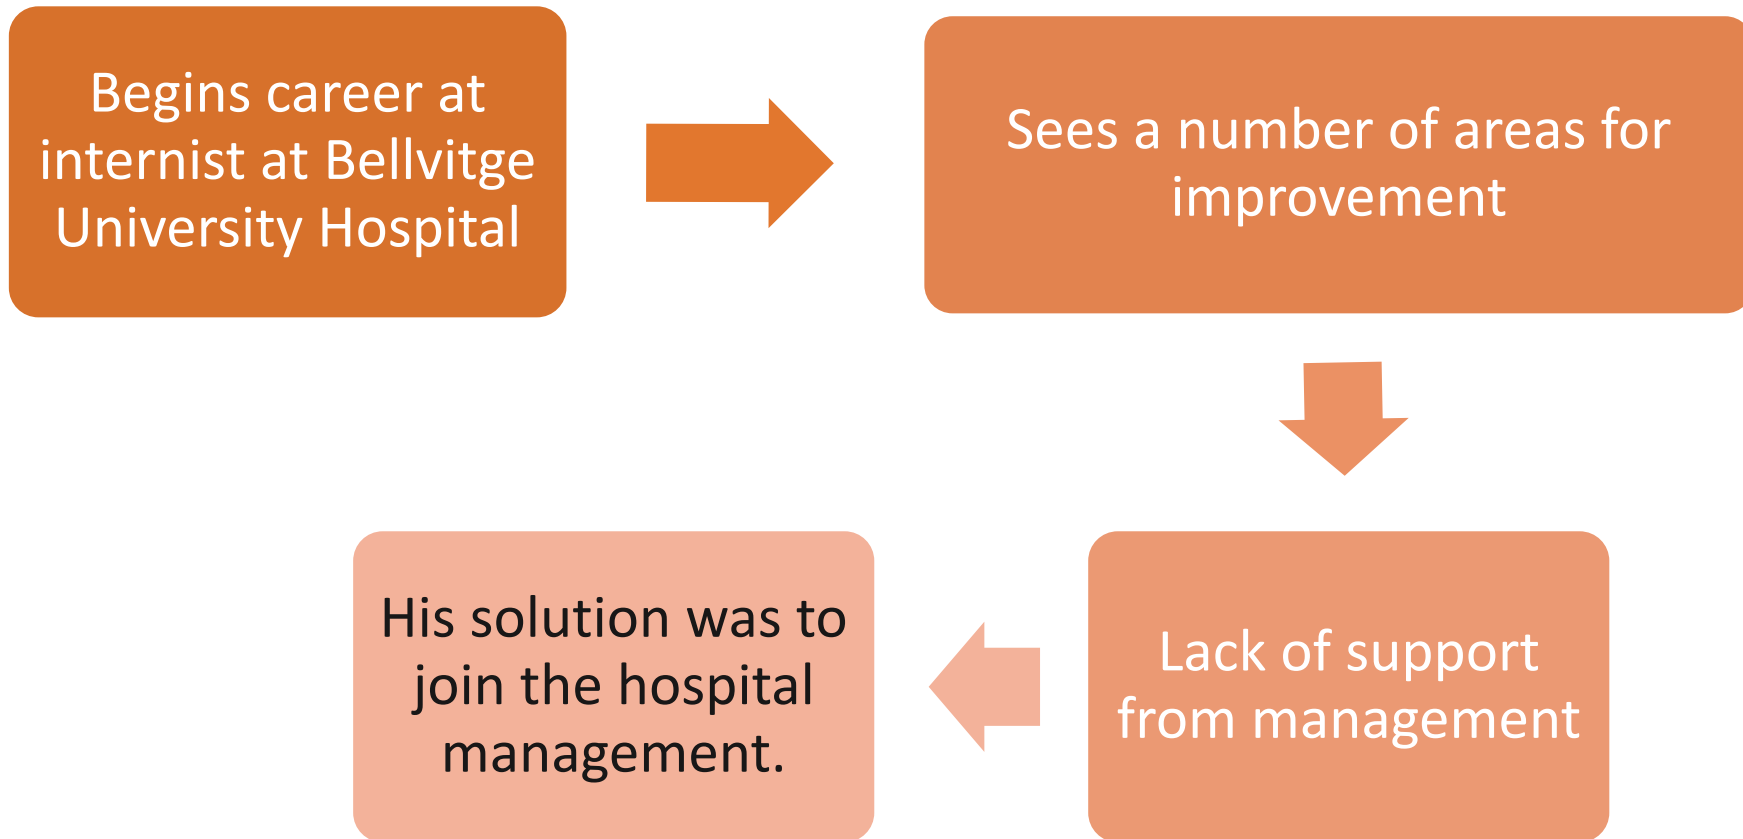 Begins career at
internist at Bellvitge
University Hospital
Sees a number of areas for
improvement
Lack of support
from management
His solution was to
join the hospital
management.